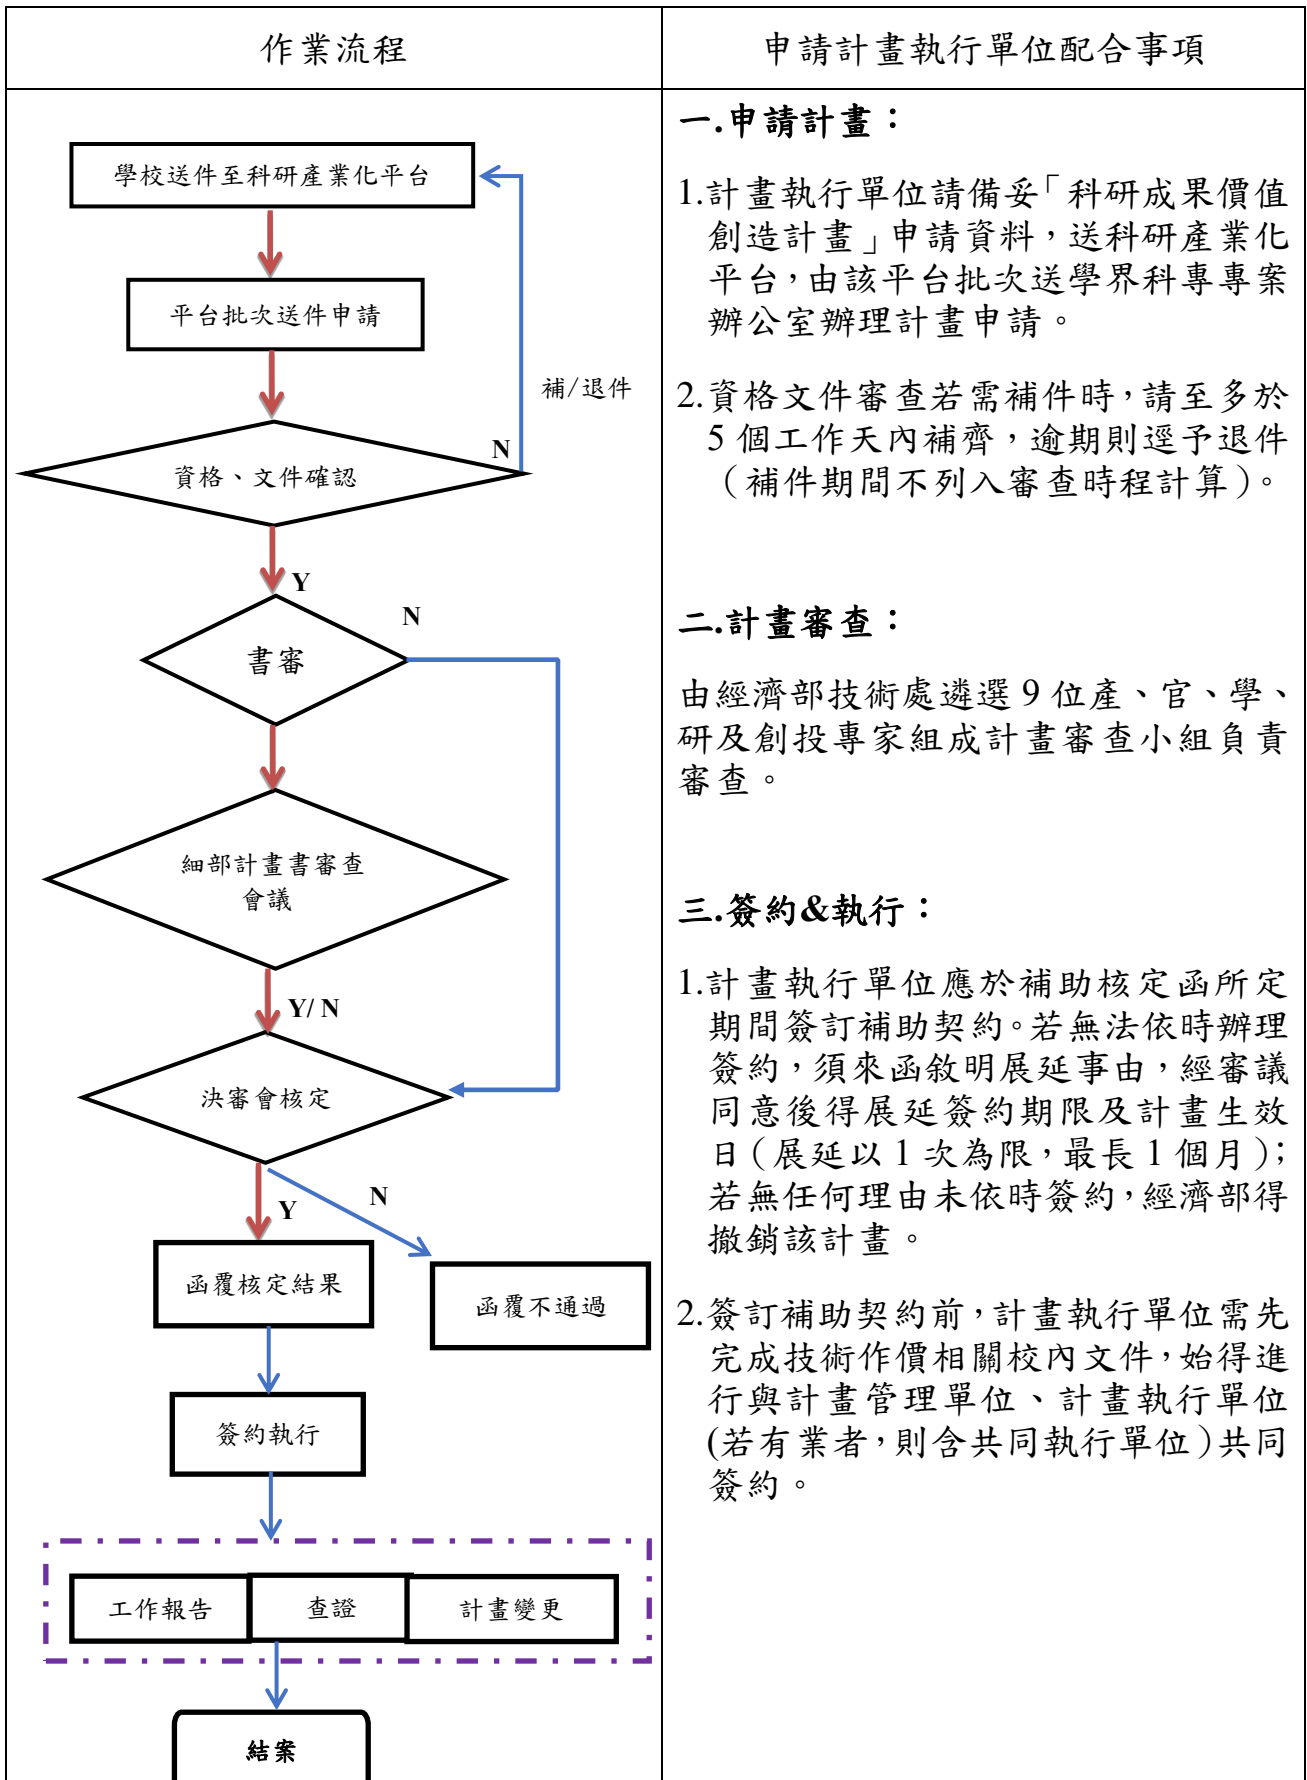 作業流程
申請計畫執行單位配合事項
學校送件至科研產業化平台
平台批次送件申請
補/退件
資格、文件確認
N
Y
書審
N
細部計畫書審查
會議
Y/ N
決審會核定
Y
N
函覆核定結果
函覆不通過
簽約執行
工作報告
查證
計畫變更
結案
一.申請計畫：
1.計畫執行單位請備妥「科研成果價值
創造計畫」申請資料，送科研產業化
平台，由該平台批次送學界科專專案
辦公室辦理計畫申請。
2.資格文件審查若需補件時，請至多於
5 個工作天內補齊，逾期則逕予退件
（補件期間不列入審查時程計算）。
二.計畫審查：
由經濟部技術處遴選 9 位產、官、學、
研及創投專家組成計畫審查小組負責
審查。
三.簽約&執行：
1.計畫執行單位應於補助核定函所定
期間簽訂補助契約。若無法依時辦理
簽約，須來函敘明展延事由，經審議
同意後得展延簽約期限及計畫生效
日（展延以 1 次為限，最長 1 個月）；
若無任何理由未依時簽約，經濟部得
撤銷該計畫。
2.簽訂補助契約前，計畫執行單位需先
完成技術作價相關校內文件，始得進
行與計畫管理單位、計畫執行單位
(若有業者，則含共同執行單位）共同
簽約。